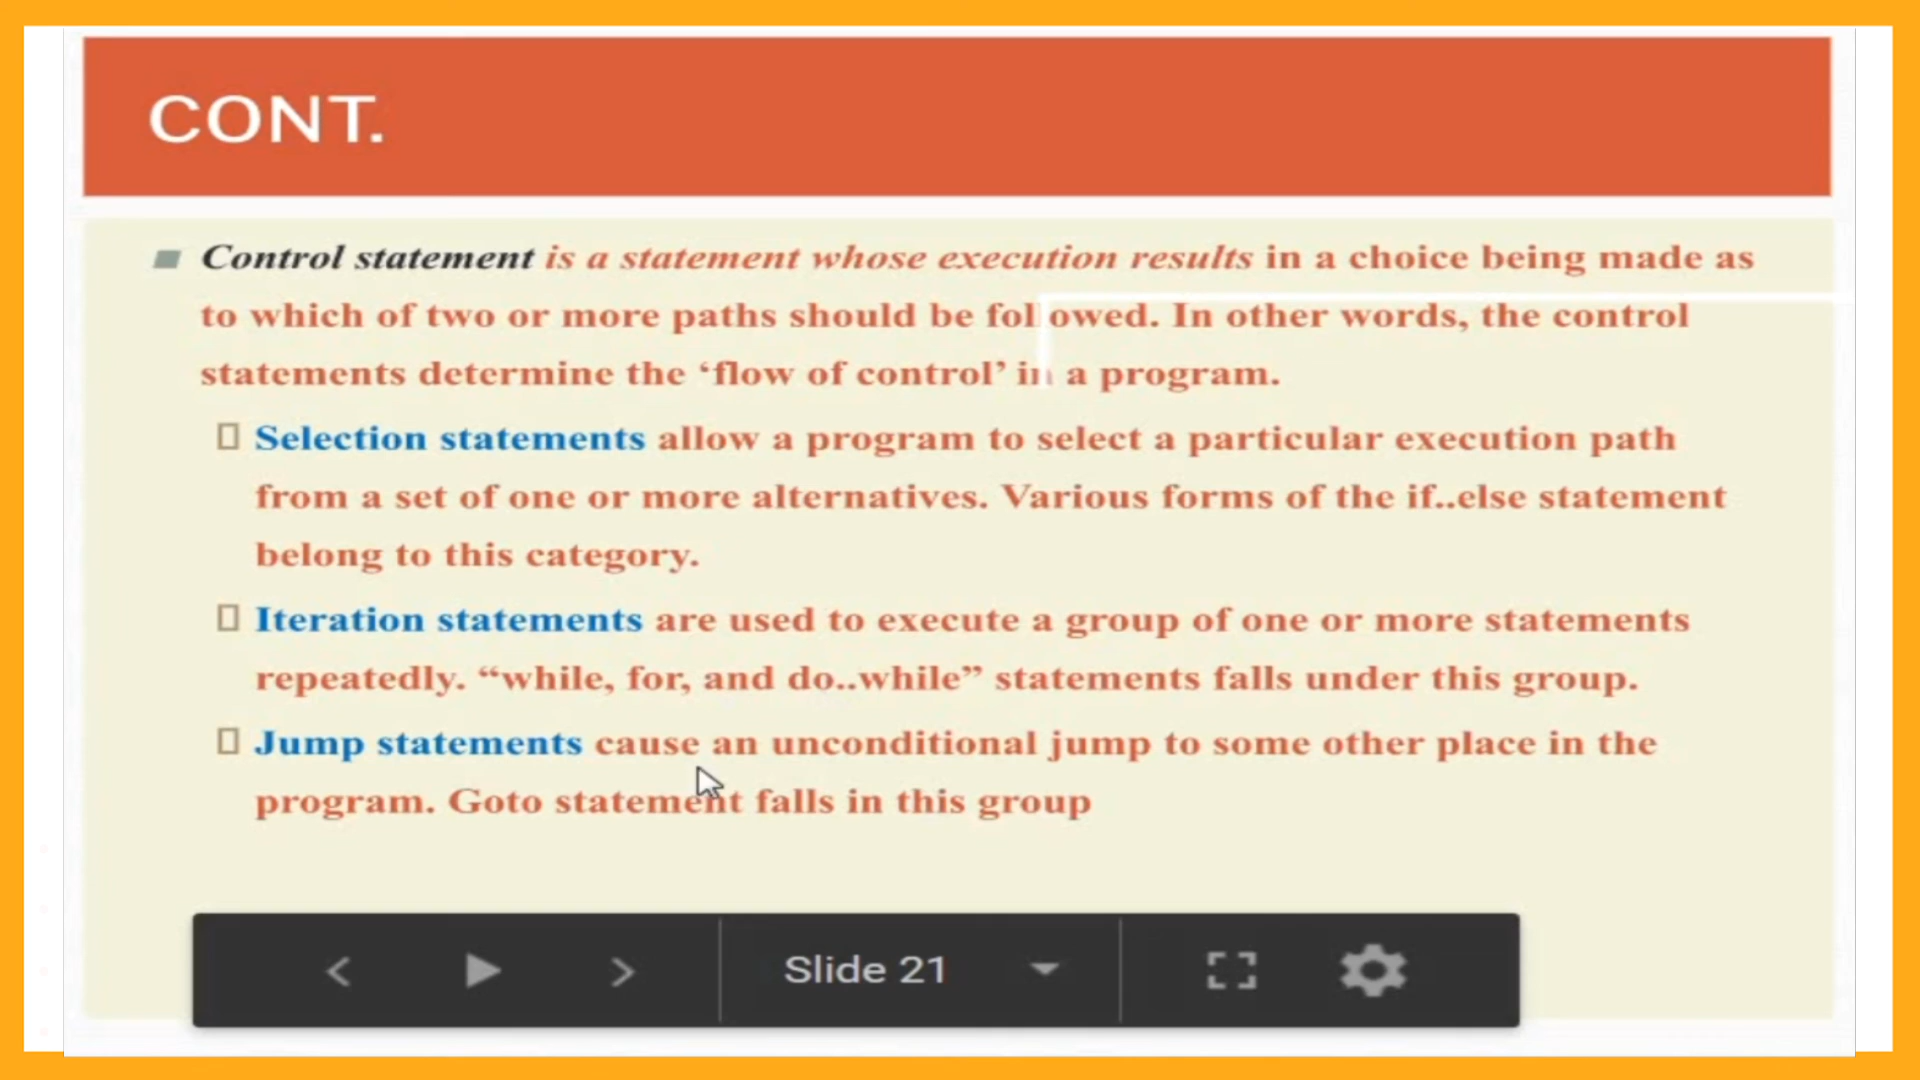 CONT.
Control statement is a statement whose execution results in a choice being made as
to which of two or more paths should be followed. In other words, the control
statements determine the ‘flow of control’ in a program.
Selection statements allow a program to select a particular execution path
from a set of one or more alternatives. Various forms of the if..else statement
belong to this category.
Iteration statements are used to execute a group of one or more statements
repeatedly. “while, for, and do..while” statements falls under this group.
Jump statements cause an unconditional jump to some other place in the
program. Goto statement falls in this group
Slide 21